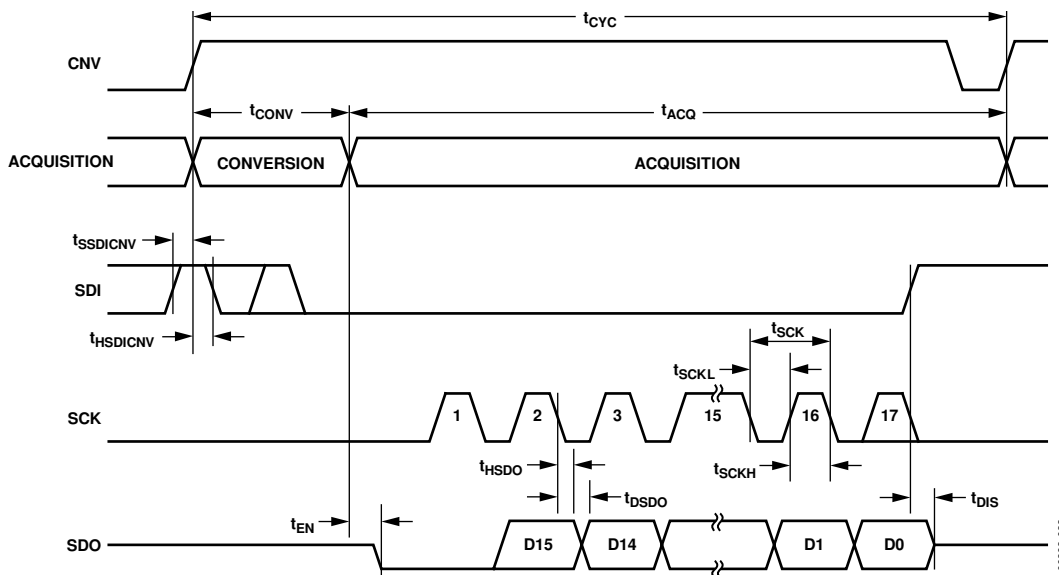 tCYC
CNV
tCONV
tACQ
ACQUISITION
CONVERSION
ACQUISITION
tSSDICNV
SDI
tHSDICNV
tSCK
tSCKL
SCK
1
2
3
15
16
17
tHSDO
tSCKH
tDSDO
tDIS
tEN
SDO
D15
D14
D1
D0